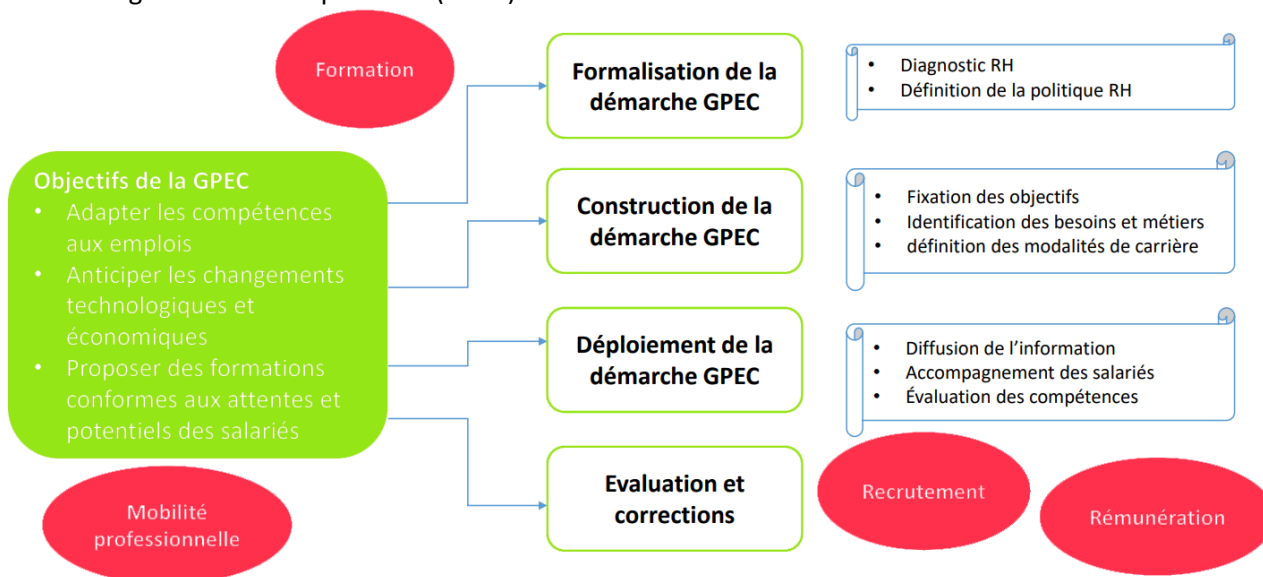 Formation
Formalisation de la
démarche GPEC
• Diagnostic RH
• Définition de la politique RH
Objectifs de la GPEC
• Adapter les compétences
aux emplois
• Anticiper les changements
technologiques et
économiques
• Proposer des formations
conformes aux attentes et
potentiels des salariés
Construction de la
démarche GPEC
• Fixation des objectifs
• Identification des besoins et métiers
• définition des modalités de carrière
Déploiement de la
démarche GPEC
• Diffusion de l’information
• Accompagnement des salariés
• Évaluation des compétences
Evaluation et
corrections
Mobilité
professionnelle
Recrutement
Rémunération